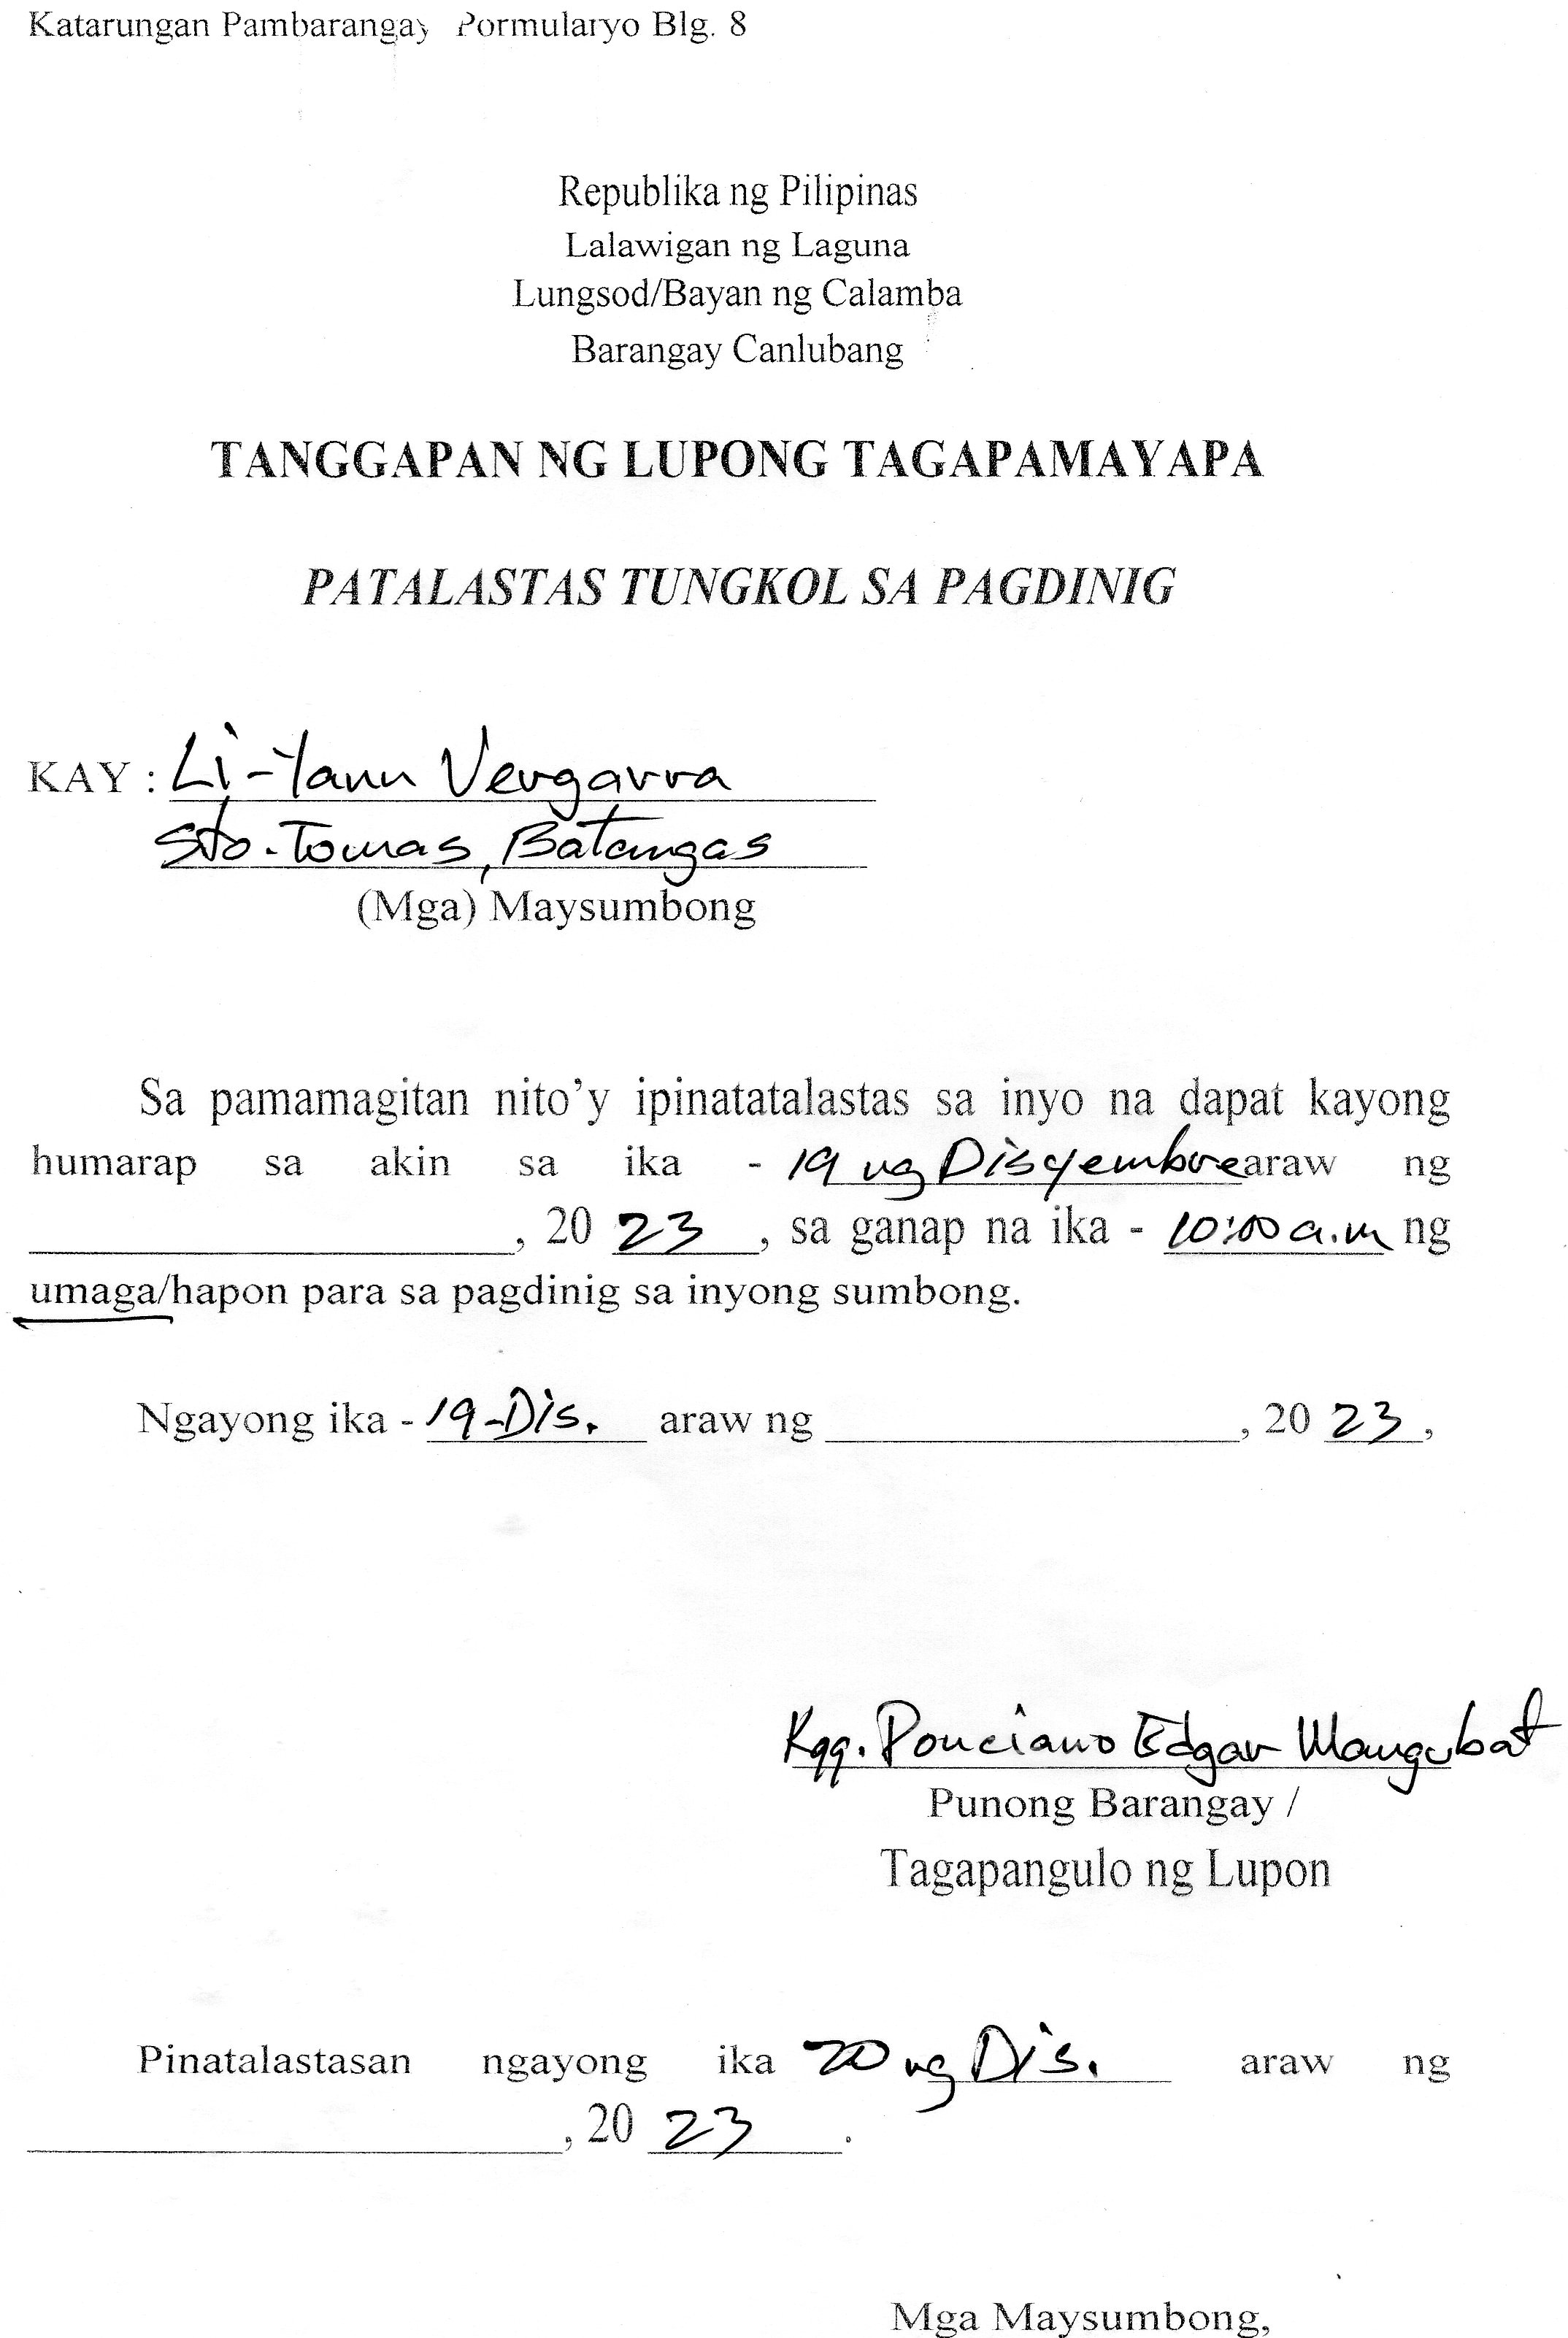 Katarungan Pambarangay Pormularyo Blg. 8
Republika ng Pilipinas
Lalawigan ng Laguna
Lungsod/Bayan ng Calamba
Barangay Canlubang
TANGGAPAN NG LUPONG TAGAPAMAYAPA
PATALASTAS TUNGKOL SA PAGDINIG
KAY : Li-Yann Vergarra
Sto. Tomas, Batangas
(Mga) Maysumbong
Sa pamamagitan nito'y ipinatatalastas sa inyo na dapat kayong
humarap sa akin sa ika - 19 ng Disyembre araw ng
, 20 23 , sa ganap na ika - 10:00 a.m ng
umaga/hapon para sa pagdinig sa inyong sumbong.
Ngayong ika - 19-Dis. araw ng , 20 23 ,
Kgg. Ponciano Edgar Mangubat
Punong Barangay /
Tagapangulo ng Lupon
Pinatalastasan ngayong ika 20 ng Dis. araw ng
, 20 23 .
Mga Maysumbong,